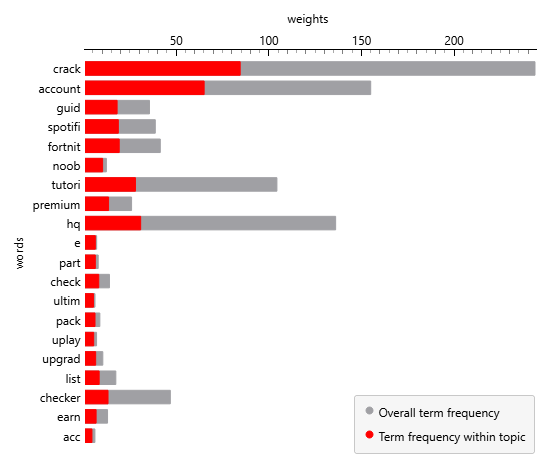 weights
50 100 150 200
crack
account
guid
spotifi
fortnit
noob
tutori
premium
hq
e
part
check
ultim
pack
uplay
upgrad
list
checker
earn
acc
words
Overall term frequency
Term frequency within topic